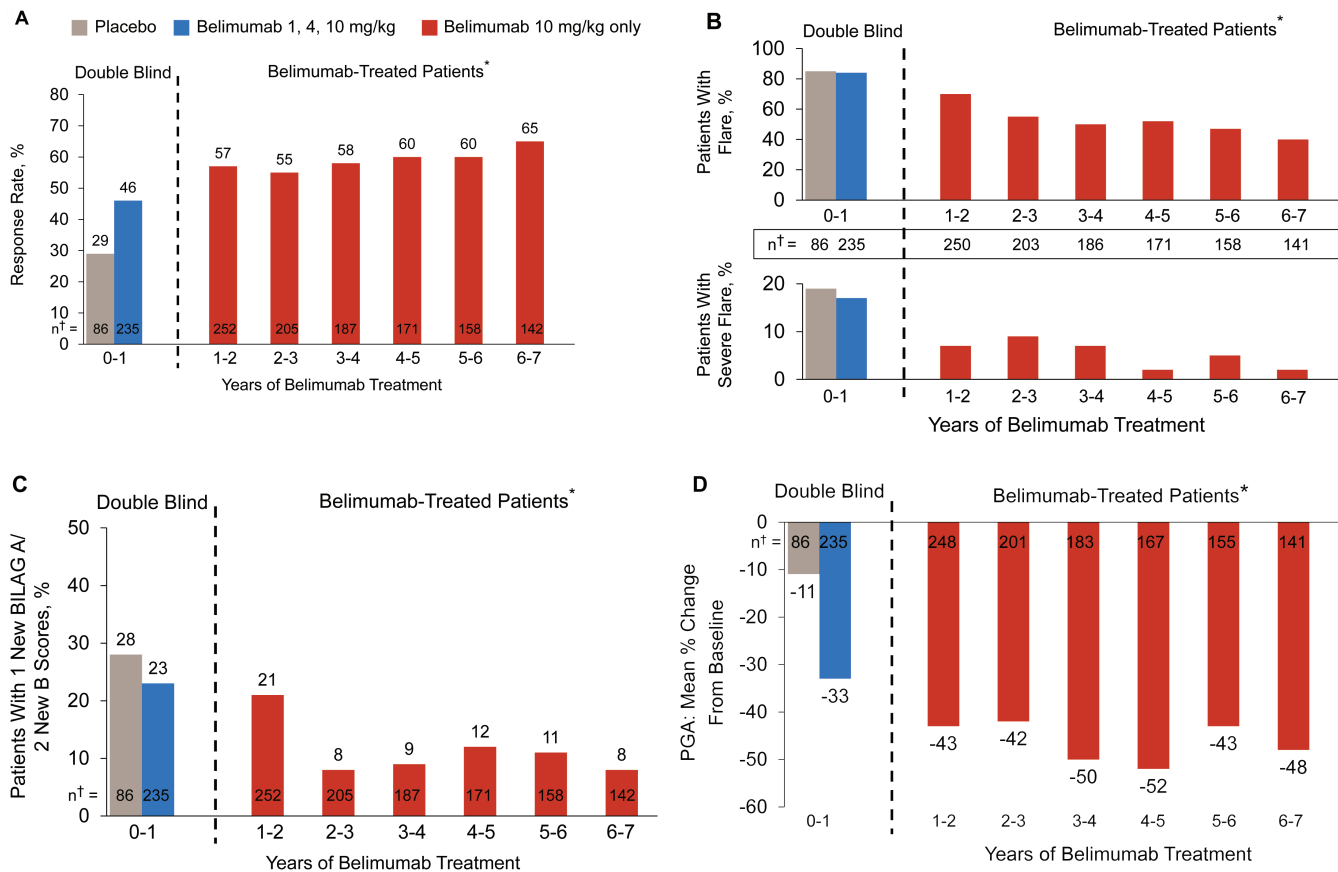 A
Placebo Belimumab 1, 4, 10 mg/kg Belimumab 10 mg/kg only
Double Blind Belimumab-Treated Patients*
Response Rate, %
80
70
60
50
40
30
20
10
0
29 46 57 55 58 60 60 65
n† = 86 235 252 205 187 171 158 142
0-1 1-2 2-3 3-4 4-5 5-6 6-7
Years of Belimumab Treatment
B
Double Blind Belimumab-Treated Patients*
Patients With
Flare, %
100
80
60
40
20
0
0-1 1-2 2-3 3-4 4-5 5-6 6-7
n† = 86 235 250 203 186 171 158 141
Patients With
Severe Flare, %
20
10
0
0-1 1-2 2-3 3-4 4-5 5-6 6-7
Years of Belimumab Treatment
C
Double Blind Belimumab-Treated Patients*
Patients With 1 New BILAG A/
2 New B Scores, %
50
40
30
20
10
0
28 23 21 8 9 12 11 8
n† = 86 235 252 205 187 171 158 142
0-1 1-2 2-3 3-4 4-5 5-6 6-7
Years of Belimumab Treatment
D
Double Blind Belimumab-Treated Patients*
PGA: Mean % Change
From Baseline
0
-10
-20
-30
-40
-50
-60
n† = 86 235 248 201 183 167 155 141
-11 -33 -43 -42 -50 -52 -43 -48
0-1 1-2 2-3 3-4 4-5 5-6 6-7
Years of Belimumab Treatment